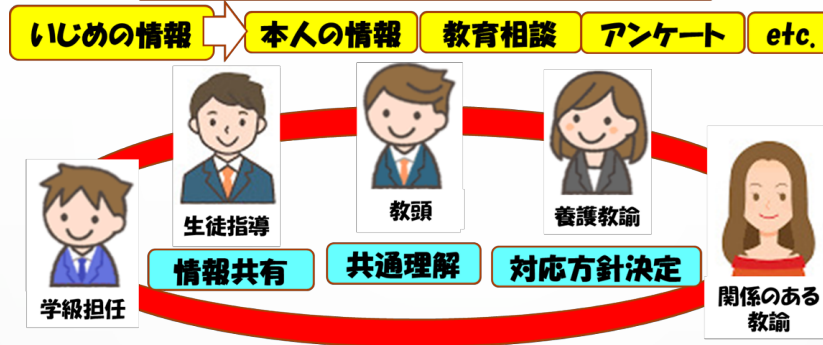 いじめの情報
本人の情報
教育相談
アンケート
etc.
生徒指導
教頭
養護教諭
学級担任
情報共有
共通理解
対応方針決定
関係のある
教諭